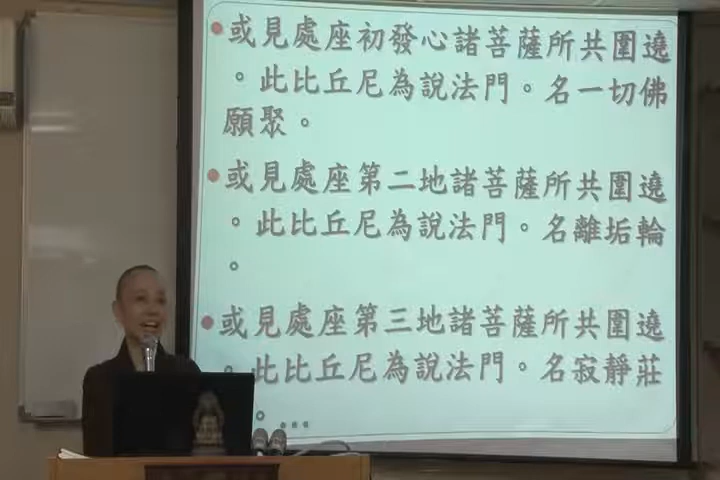 •或見處座初發心諸菩薩所共圍遶
。此比丘尼為說法門。名一切佛
願聚。
•或見處座第二地諸菩薩所共圍遶
。此比丘尼為說法門。名離垢輪
。
•或見處座第三地諸菩薩所共圍遶
。此比丘尼為說法門。名寂靜莊
。...